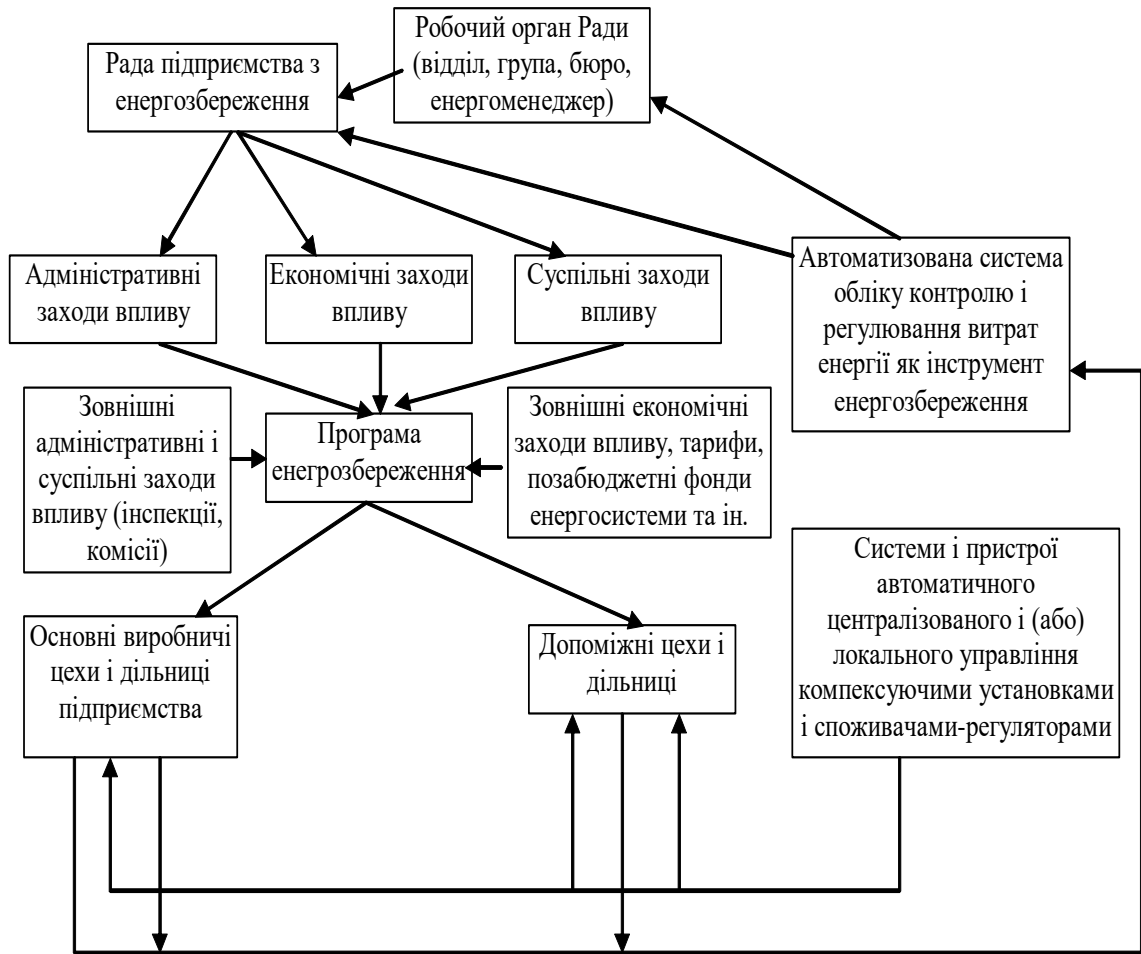 Рада підприємства з
енергозбереження
Робочий орган Ради
(відділ, група, бюро,
енергоменеджер)
Адміністративні
заходи впливу
Економічні заходи
впливу
Суспільні заходи
впливу
Автоматизована система
обліку контролю і
регулювання витрат
енергії як інструмент
енергозбереження
Зовнішні
адміністративні і
суспільні заходи
впливу (інспекції,
комісії)
Програма
енегрозбереження
Зовнішні економічні
заходи впливу, тарифи,
позабюджетні фонди
енергосистеми та ін.
Системи і пристрої
автоматичного
централізованого і (або)
локального управління
компексуючими установками
і споживачами-регуляторами
Основні виробничі
цехи і дільниці
підприємства
Допоміжні цехи і
дільниці